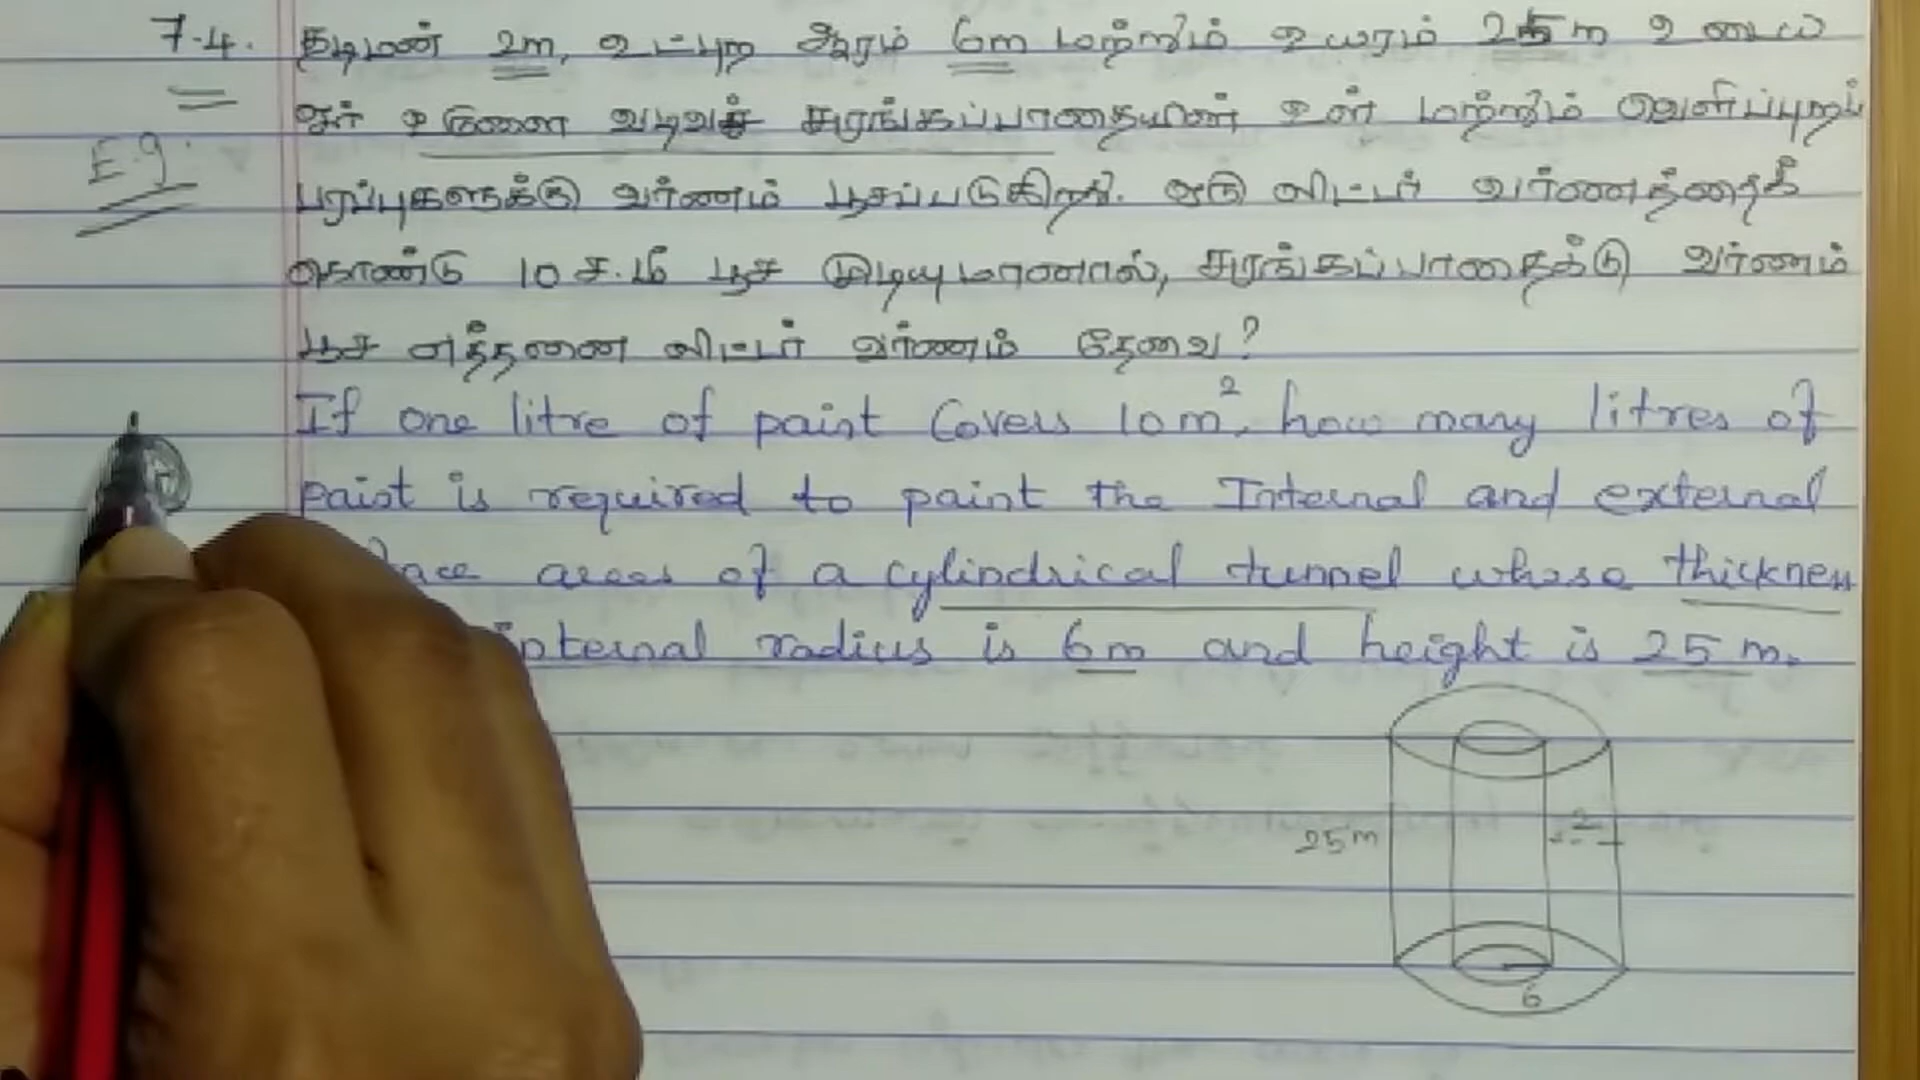 7.4. தடிமன் 2m, உட்புற ஆரம் 6m மற்றும் உயரம் 25m உடைய
ஓர் உருளை வடிவச் சுரங்கப்பாதையின் உள் மற்றும் வெளிப்புறப்
E.g. பரப்புகளுக்கு வர்ணம் பூசப்படுகிறது. ஒரு லிட்டர் வர்ணத்தைக்
கொண்டு 10 ச.மீ பூச முடியுமானால், சுரங்கப்பாதைக்கு வர்ணம்
பூச எத்தனை லிட்டர் வர்ணம் தேவை?
If one litre of paint Covers 10m², how many litres of
paint is required to paint the Internal and external
areas of a cylindrical tunnel whose thickness
internal radius is 6m and height is 25 m.
25m
2
6